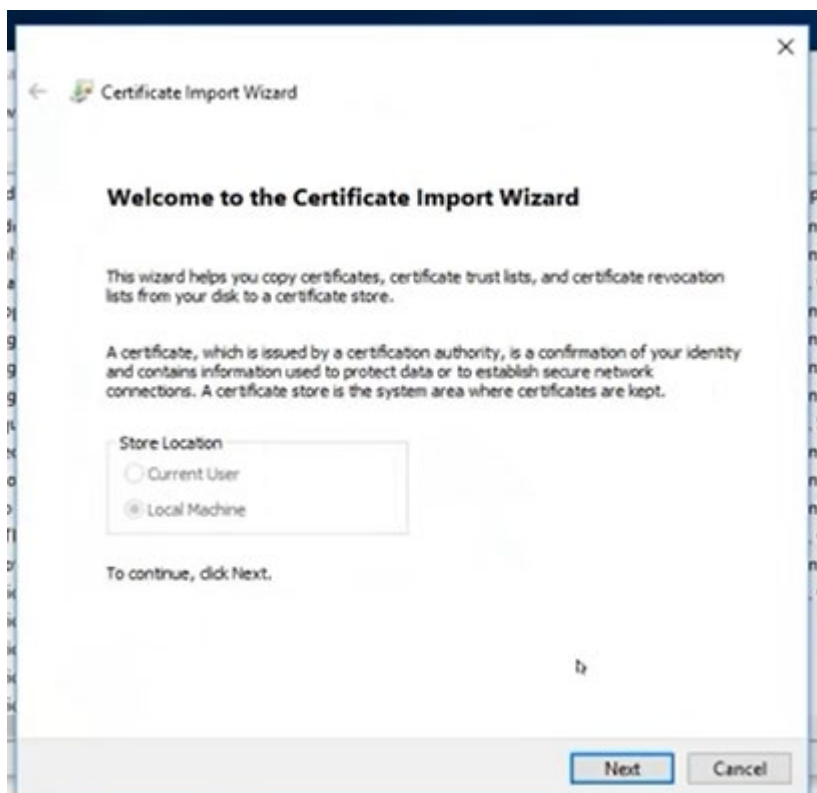 Certificate Import Wizard
Welcome to the Certificate Import Wizard
This wizard helps you copy certificates, certificate trust lists, and certificate revocation
lists from your disk to a certificate store.
A certificate, which is issued by a certification authority, is a confirmation of your identity
and contains information used to protect data or to establish secure network
connections. A certificate store is the system area where certificates are kept.
Store Location
Current User
Local Machine
To continue, click Next.
Next
Cancel